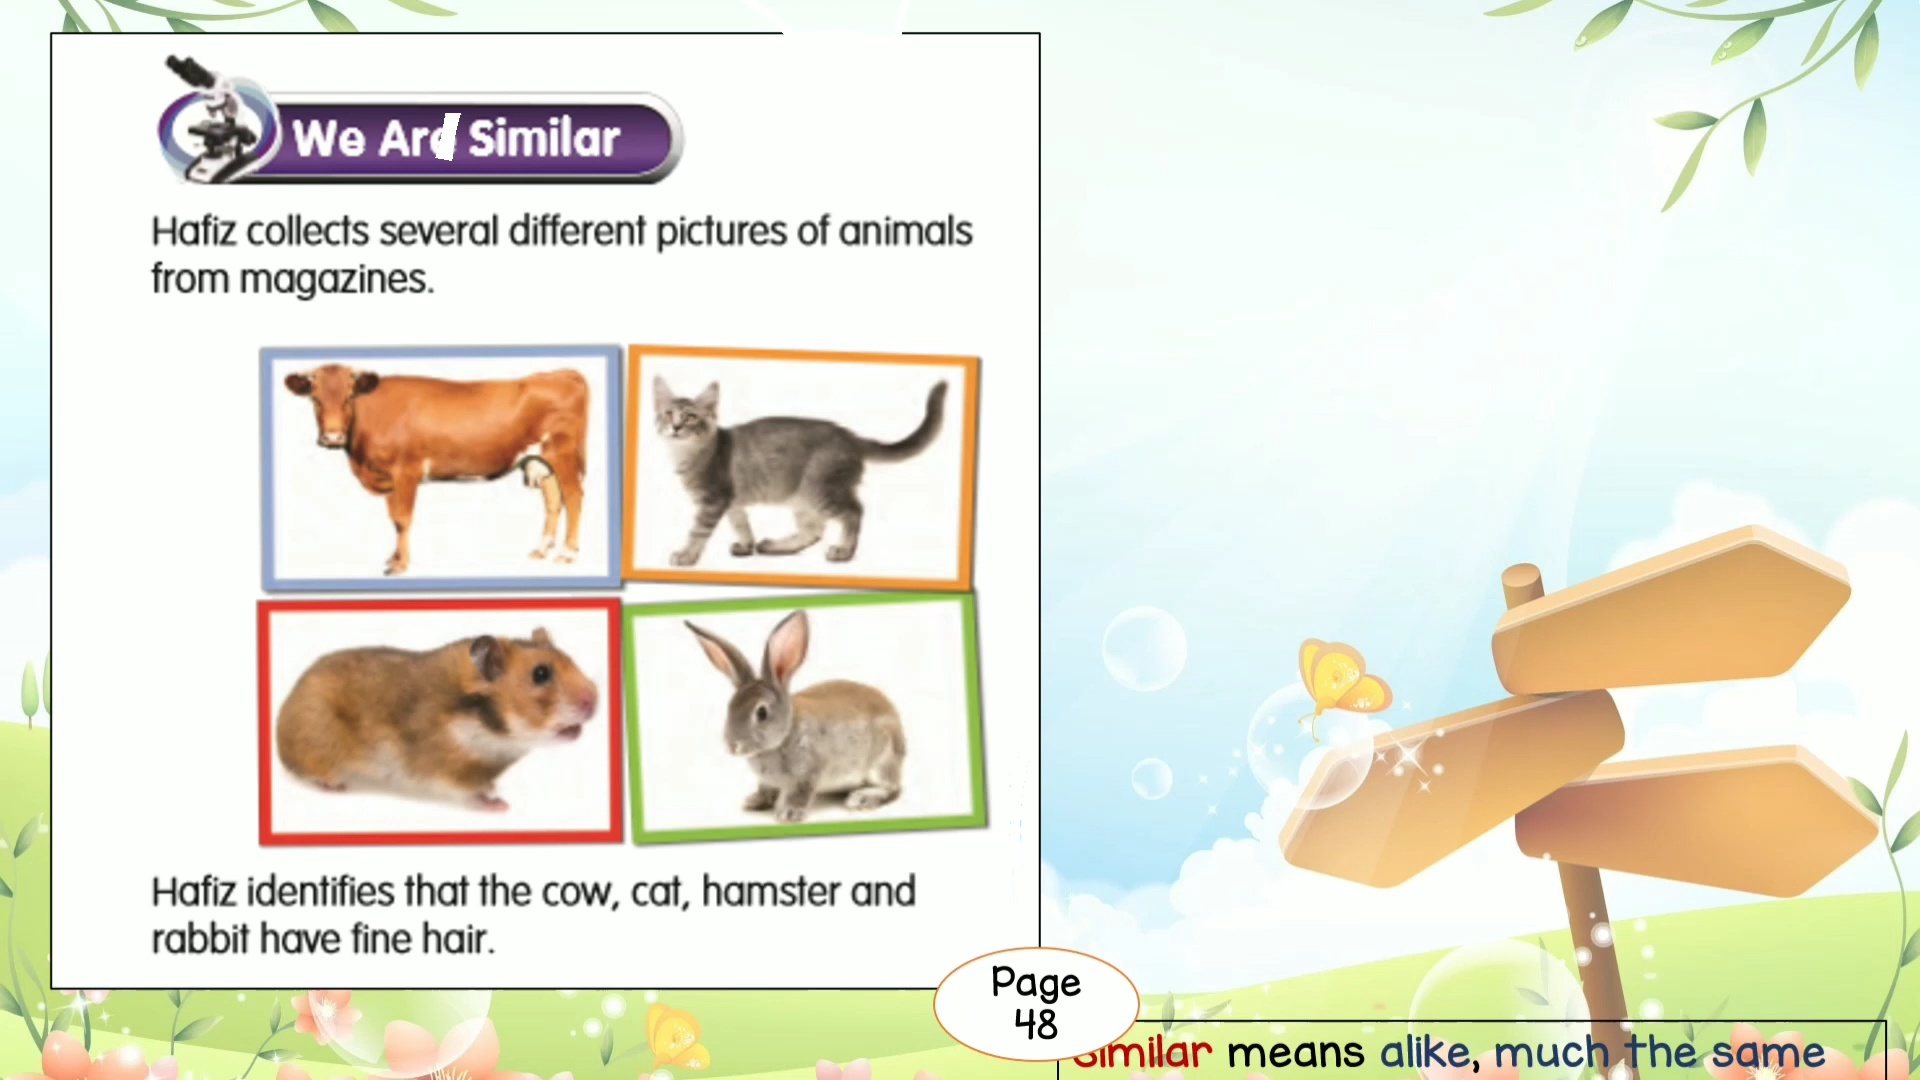 We Are Similar
Hafiz collects several different pictures of animals
from magazines.
Hafiz identifies that the cow, cat, hamster and
rabbit have fine hair.
Page
48
Similar means alike, much the same